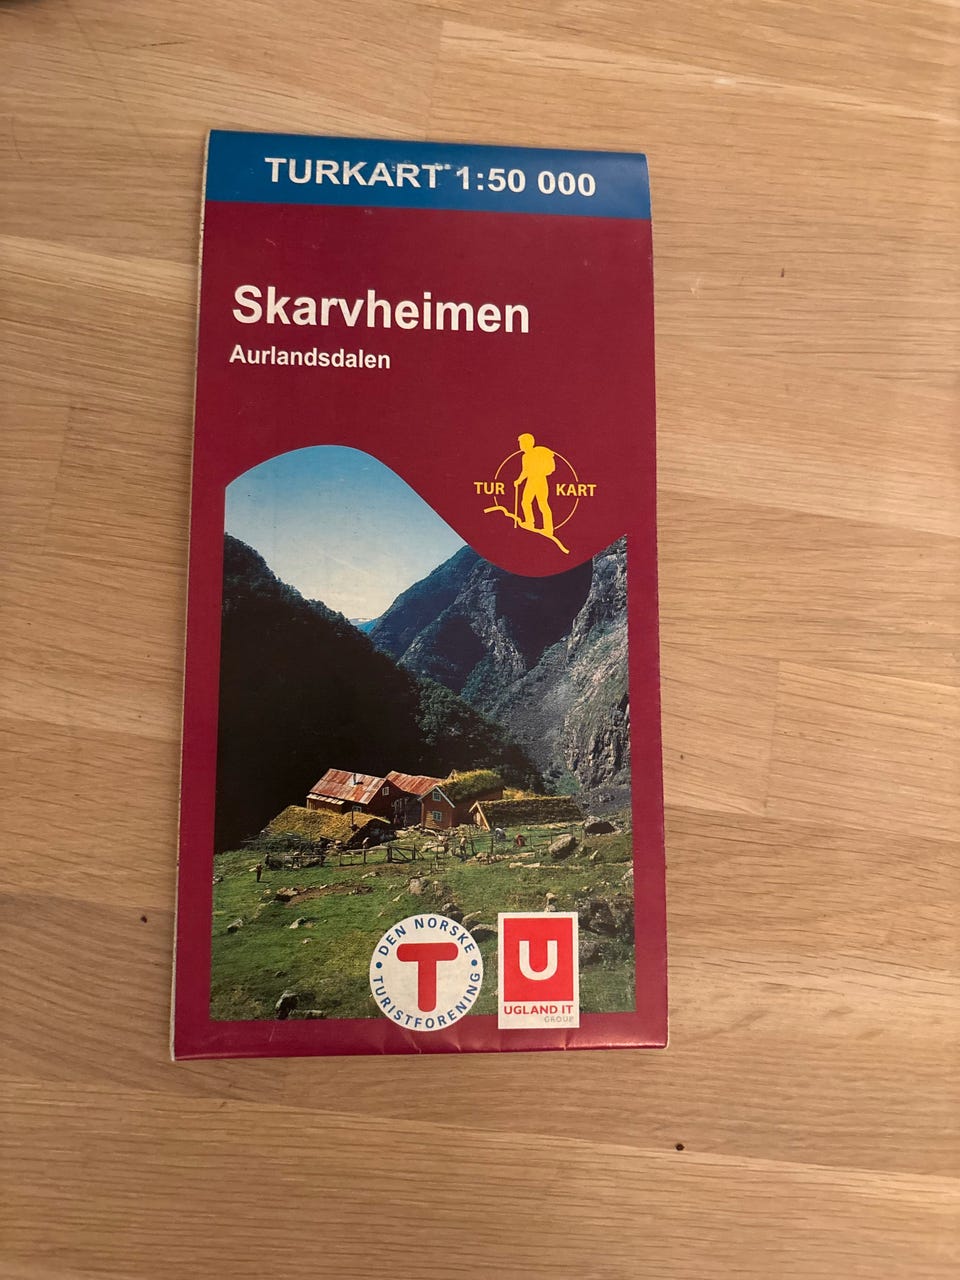 TURKART 1:50 000
Skarvheimen
Aurlandsdalen
TUR KART
DEN NORSKE
TURISTFORENING
T
U
UGLAND IT
GROUP